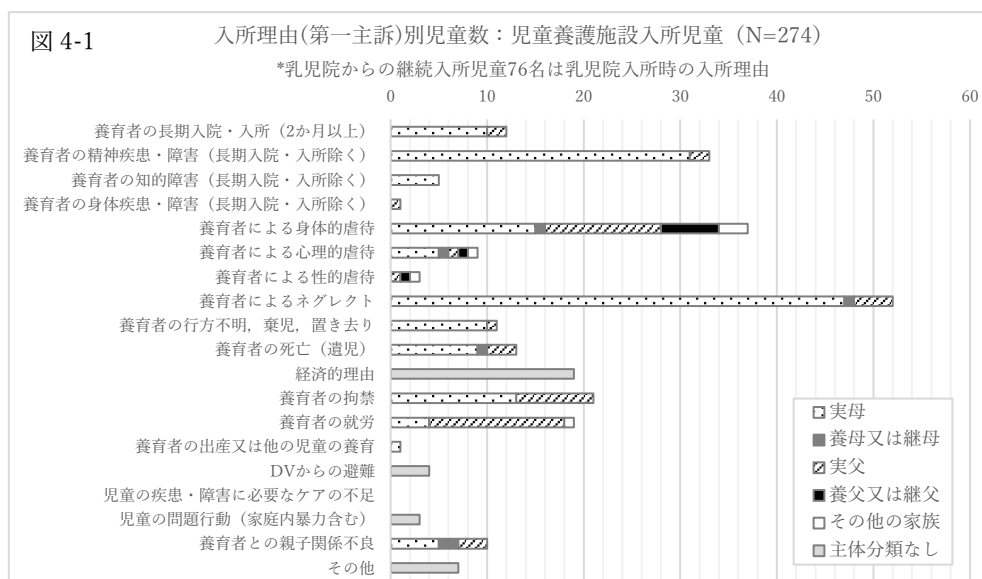 図 4-1
入所理由(第一主訴)別児童数：児童養護施設入所児童（N=274）
*乳児院からの継続入所児童76名は乳児院入所時の入所理由
0 10 20 30 40 50 60
養育者の長期入院・入所（2か月以上）
養育者の精神疾患・障害（長期入院・入所除く）
養育者の知的障害（長期入院・入所除く）
養育者の身体疾患・障害（長期入院・入所除く）
養育者による身体的虐待
養育者による心理的虐待
養育者による性的虐待
養育者によるネグレクト
養育者の行方不明，棄児，置き去り
養育者の死亡（遺児）
経済的理由
養育者の拘禁
養育者の就労
養育者の出産又は他の児童の養育
DVからの避難
児童の疾患・障害に必要なケアの不足
児童の問題行動（家庭内暴力含む）
養育者との親子関係不良
その他
実母
養母又は継母
実父
養父又は継父
その他の家族
主体分類なし